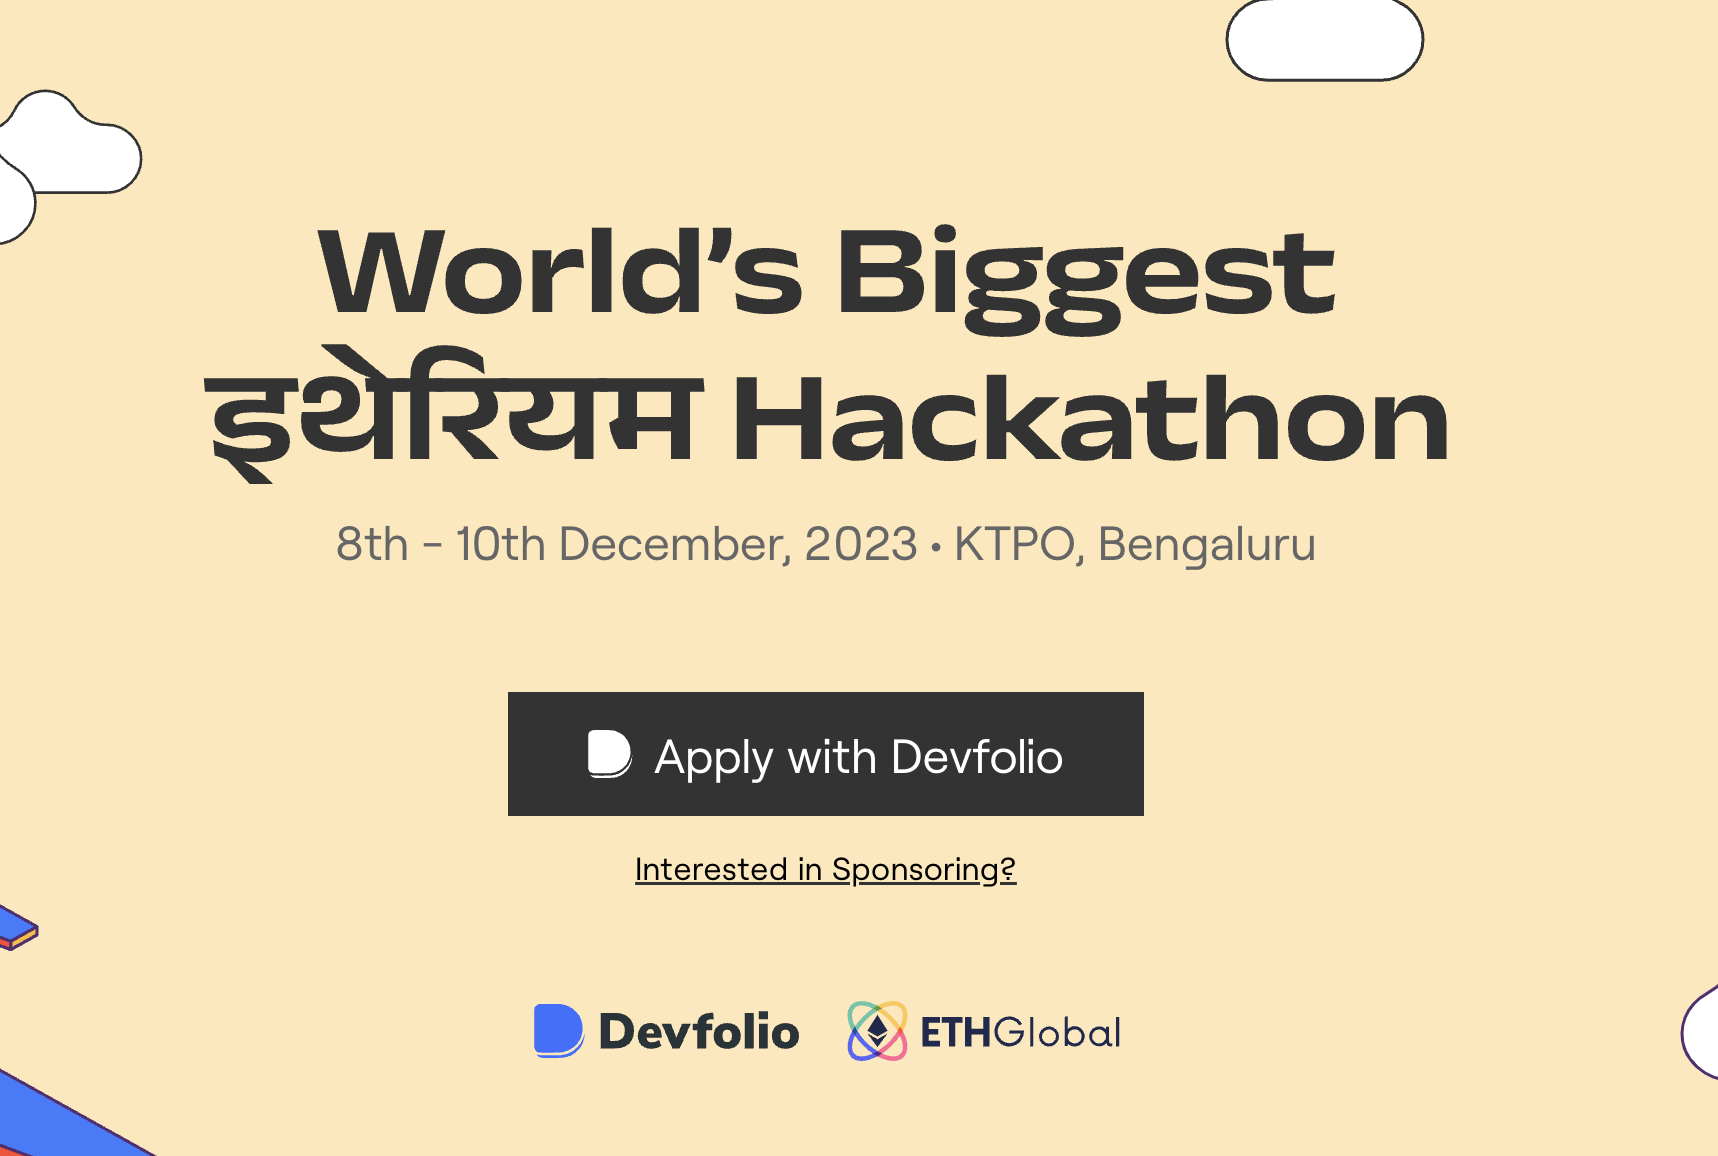 World’s Biggest
इथेरियम Hackathon
8th - 10th December, 2023 • KTPO, Bengaluru
Apply with Devfolio
Interested in Sponsoring?
Devfolio ETHGlobal